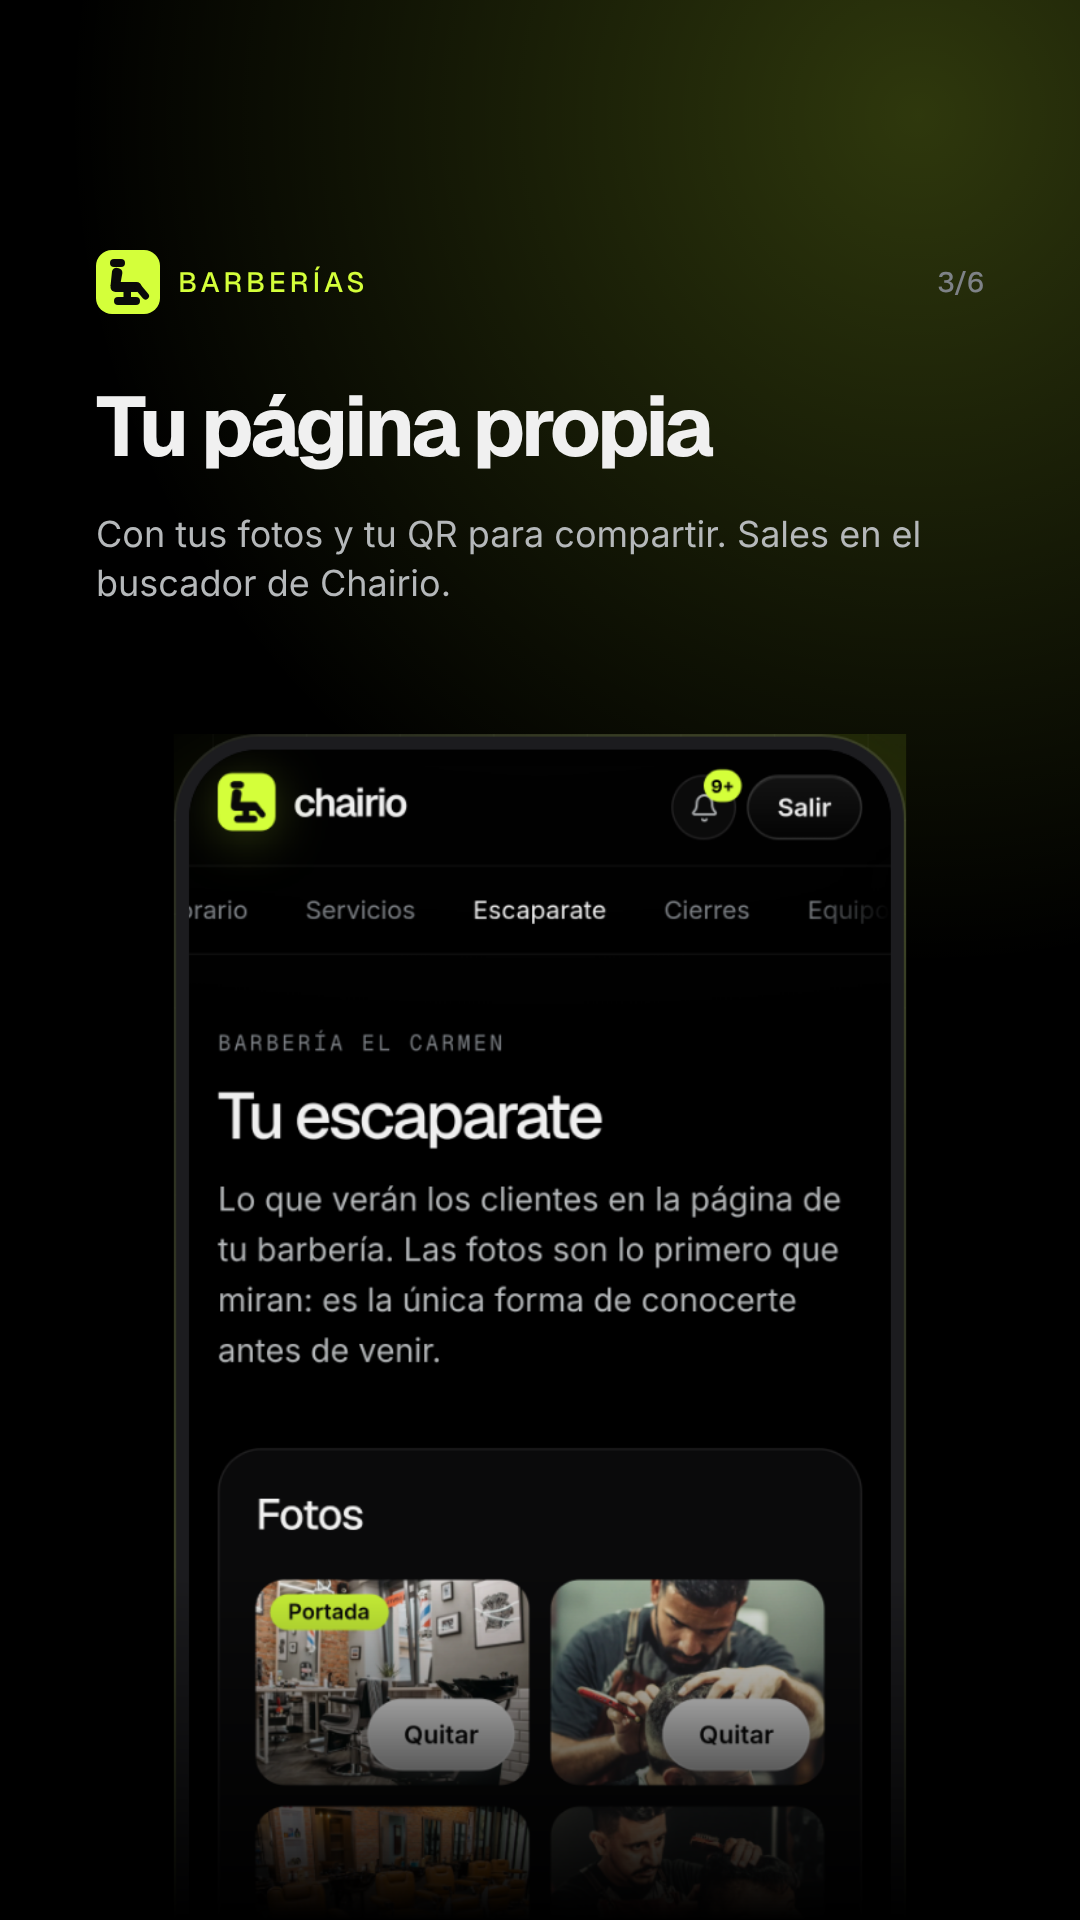 BARBERÍAS
3/6
Tu página propia
Con tus fotos y tu QR para compartir. Sales en el
buscador de Chairio.
chairio
9+
Salir
orario
Servicios
Escaparate
Cierres
Equipo
BARBERÍA EL CARMEN
Tu escaparate
Lo que verán los clientes en la página de
tu barbería. Las fotos son lo primero que
miran: es la única forma de conocerte
antes de venir.
Fotos
Portada
Quitar
Quitar